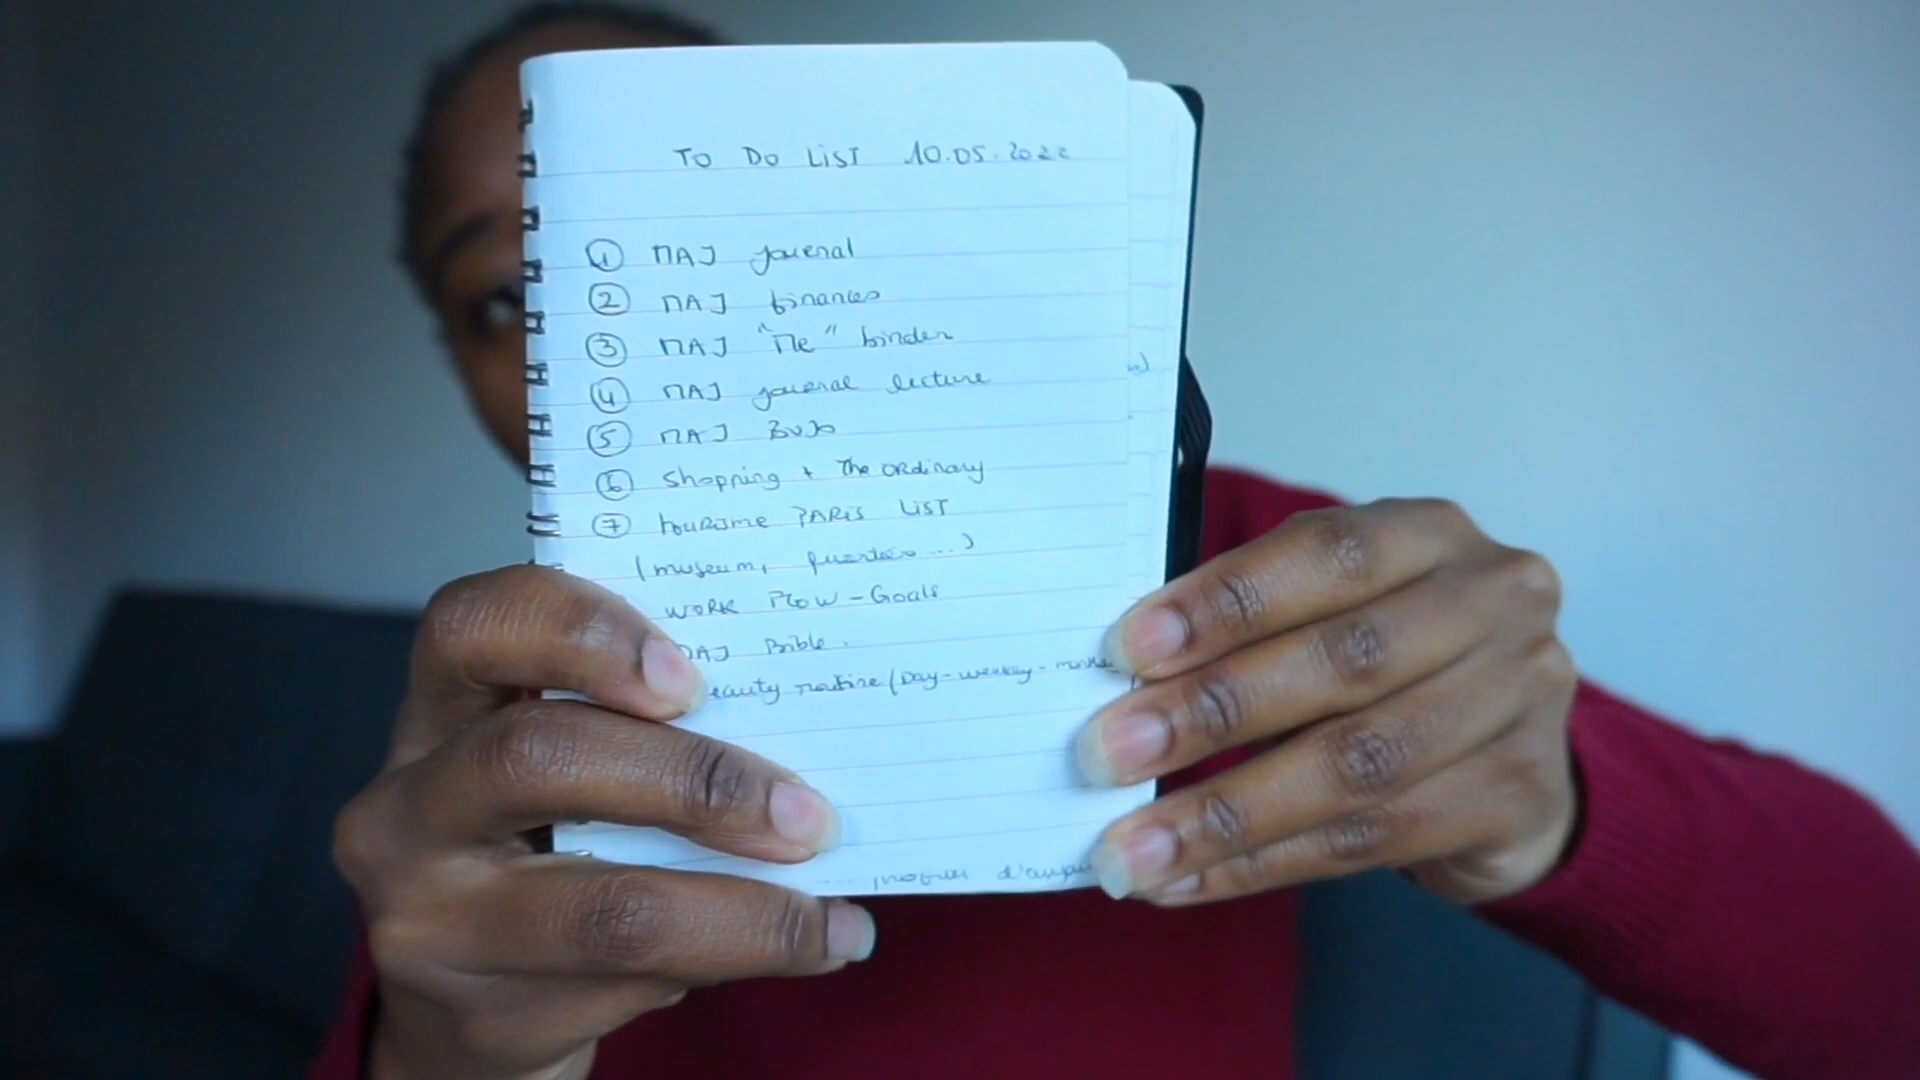 TO DO LIST 10.05.2022
① MAJ journal
② MAJ finances
③ MAJ "Me" binder
④ MAJ journal lecture
⑤ MAJ BuJo
⑥ Shopping + The ordinary
⑦ tourisme PARIS LIST
(museum, quartiers ...)
WORK FLOW - Goals
MAJ Bible.
eauty routine (Day - weekly -